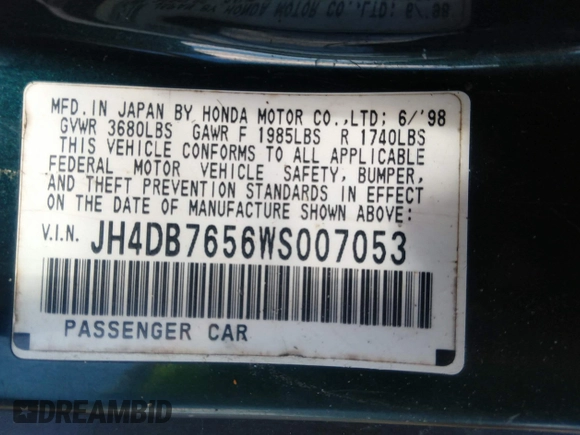 MFD.IN JAPAN BY HONDA MOTOR CO.,LTD; 6/'98
GVWR 3680LBS GAWR F 1985LBS R 1740LBS
THIS VEHICLE CONFORMS TO ALL APPLICABLE
FEDERAL MOTOR VEHICLE SAFETY, BUMPER,
AND THEFT PREVENTION STANDARDS IN EFFECT
ON THE DATE OF MANUFACTURE SHOWN ABOVE:
V.I.N. JH4DB7656WS007053
PASSENGER CAR
DREAMBID